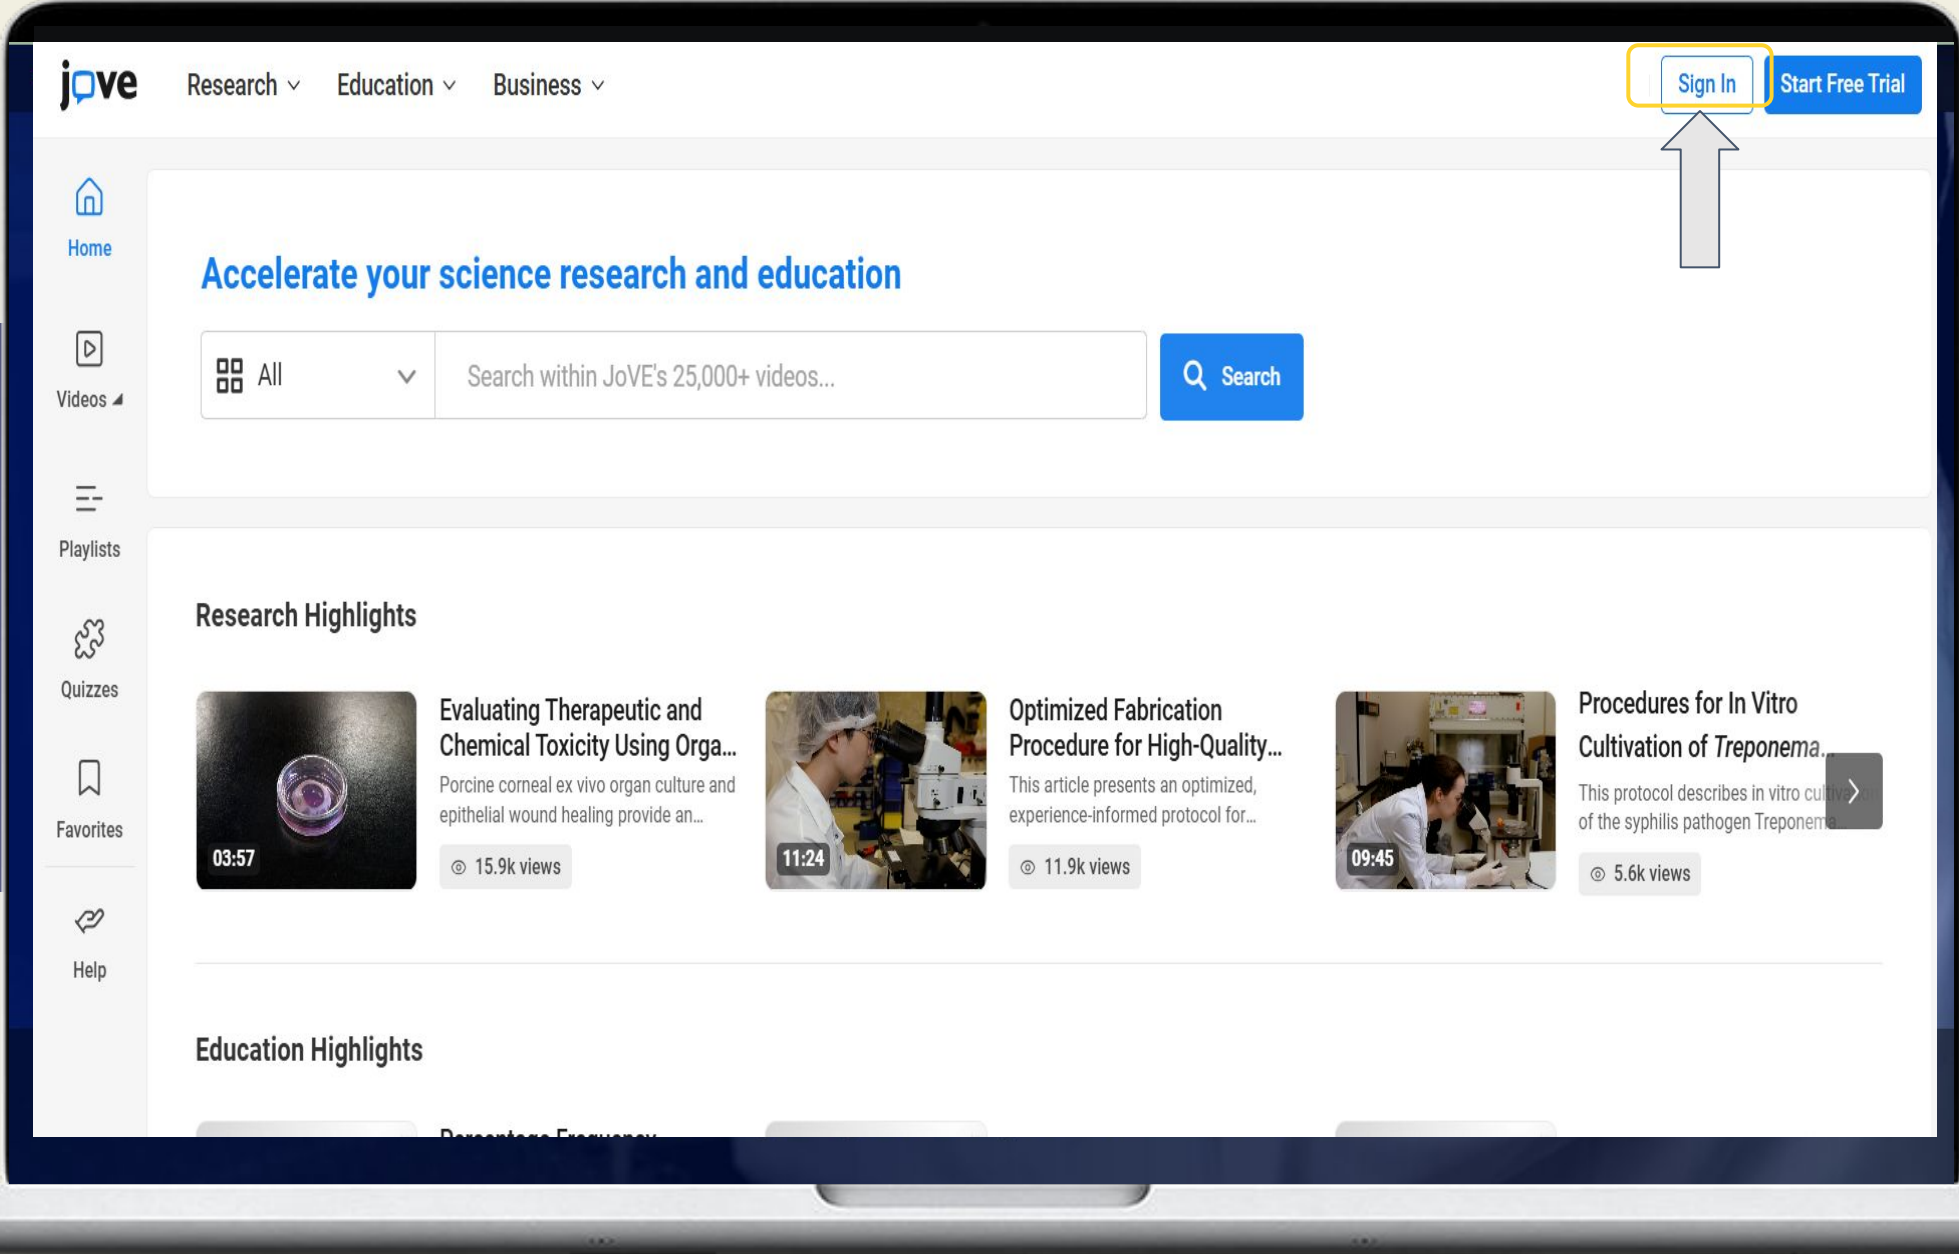 jove
Research
Education
Business
Sign In
Start Free Trial
Home
Videos
Playlists
Quizzes
Favorites
Help
Accelerate your science research and education
All
Search within JoVE's 25,000+ videos...
Search
Research Highlights
03:57
Evaluating Therapeutic and
Chemical Toxicity Using Orga...
Porcine corneal ex vivo organ culture and
epithelial wound healing provide an...
15.9k views
11:24
Optimized Fabrication
Procedure for High-Quality...
This article presents an optimized,
experience-informed protocol for...
11.9k views
09:45
Procedures for In Vitro
Cultivation of Treponema...
This protocol describes in vitro cultivation
of the syphilis pathogen Treponema
5.6k views
Education Highlights
Percentage Frequency